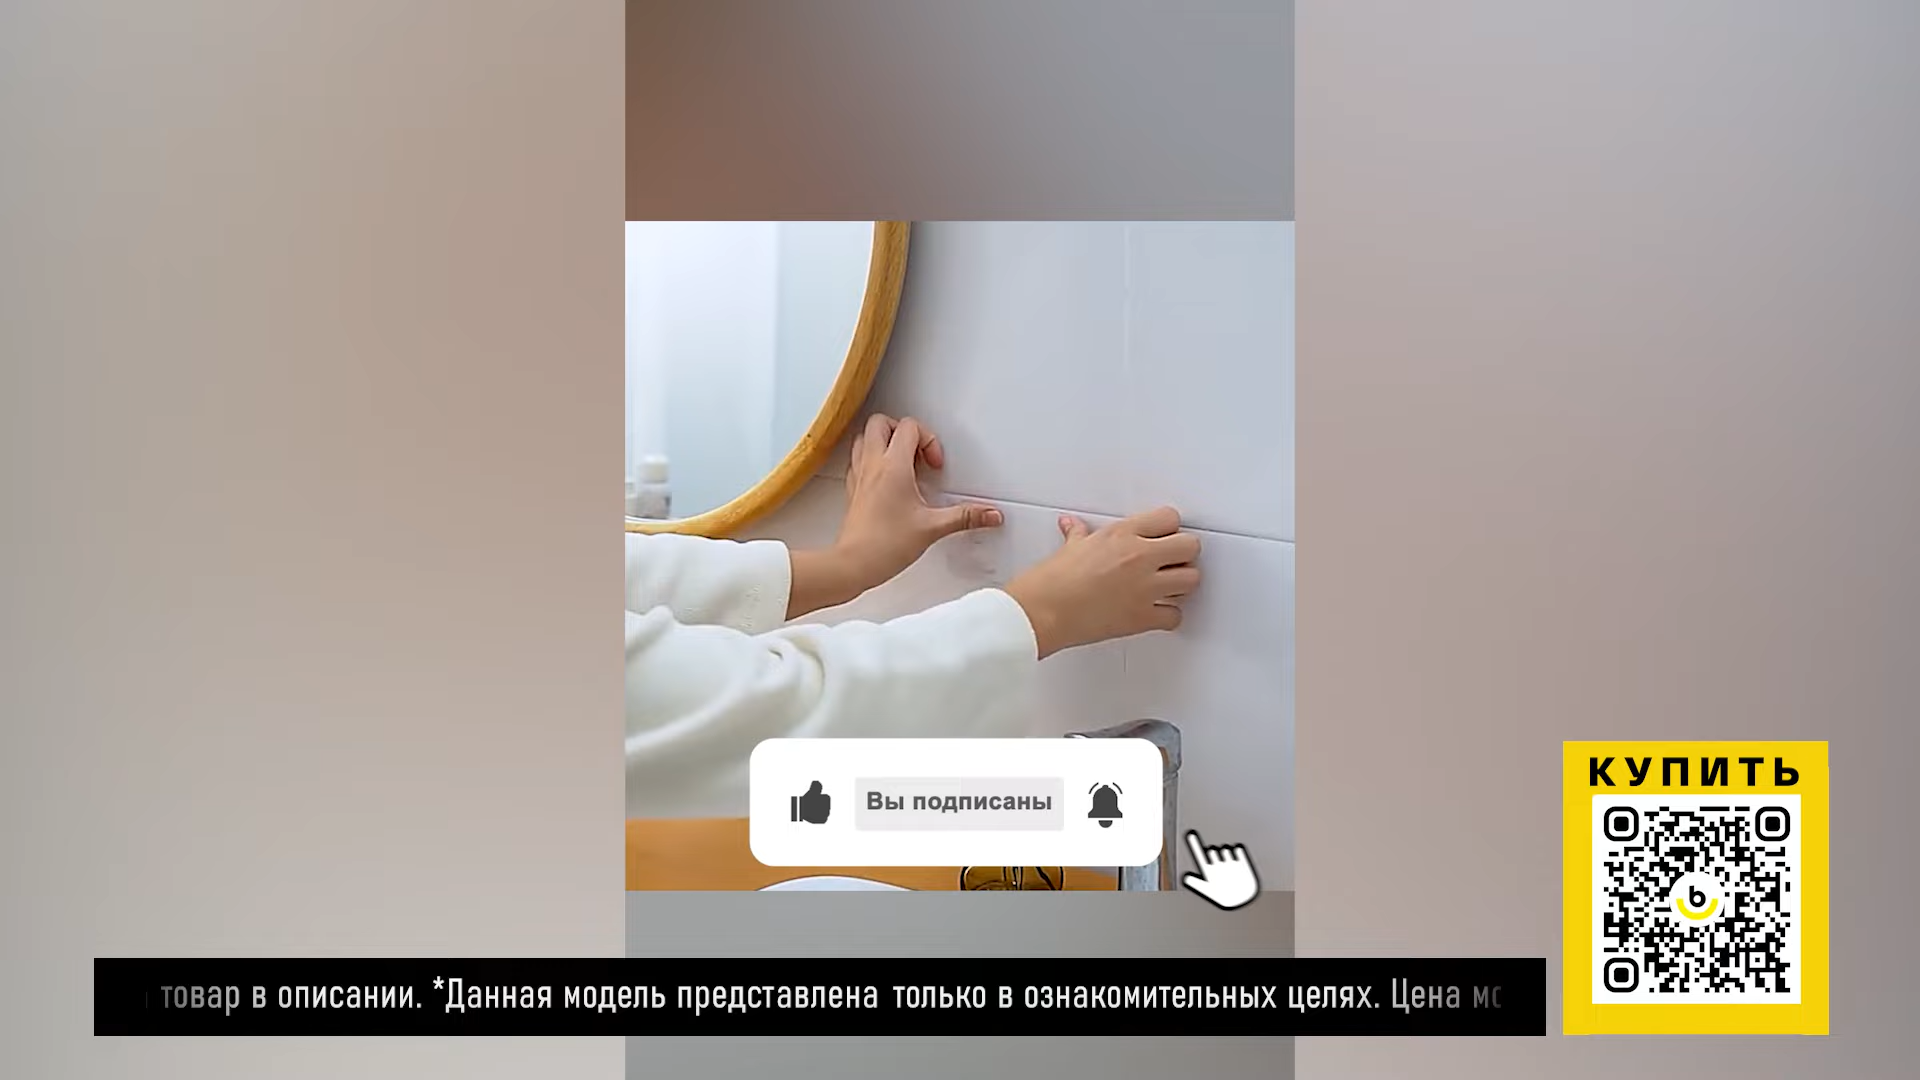 Вы подписаны
КУПИТЬ
b
товар в описании. *Данная модель представлена только в ознакомительных целях. Цена